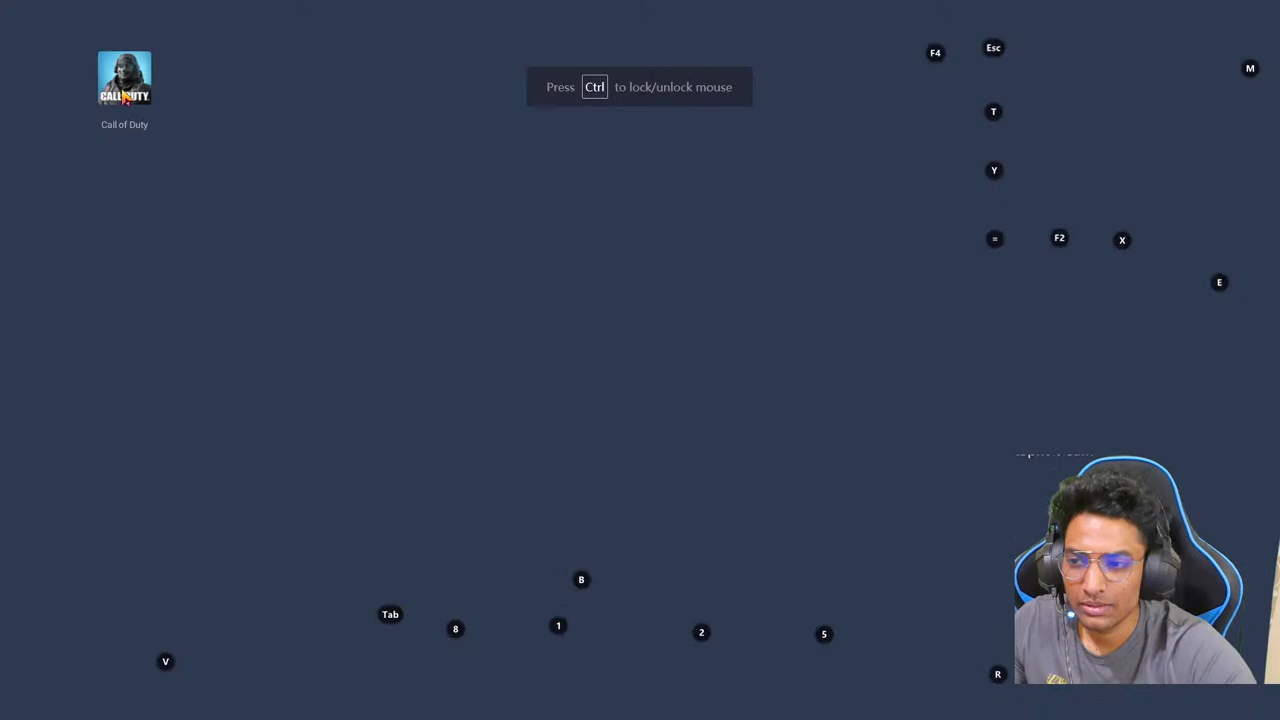 F4
Esc
M
CALL OF DUTY
Press Ctrl to lock/unlock mouse
T
Call of Duty
Y
=
F2
X
E
B
Tab
8
1
2
5
V
R